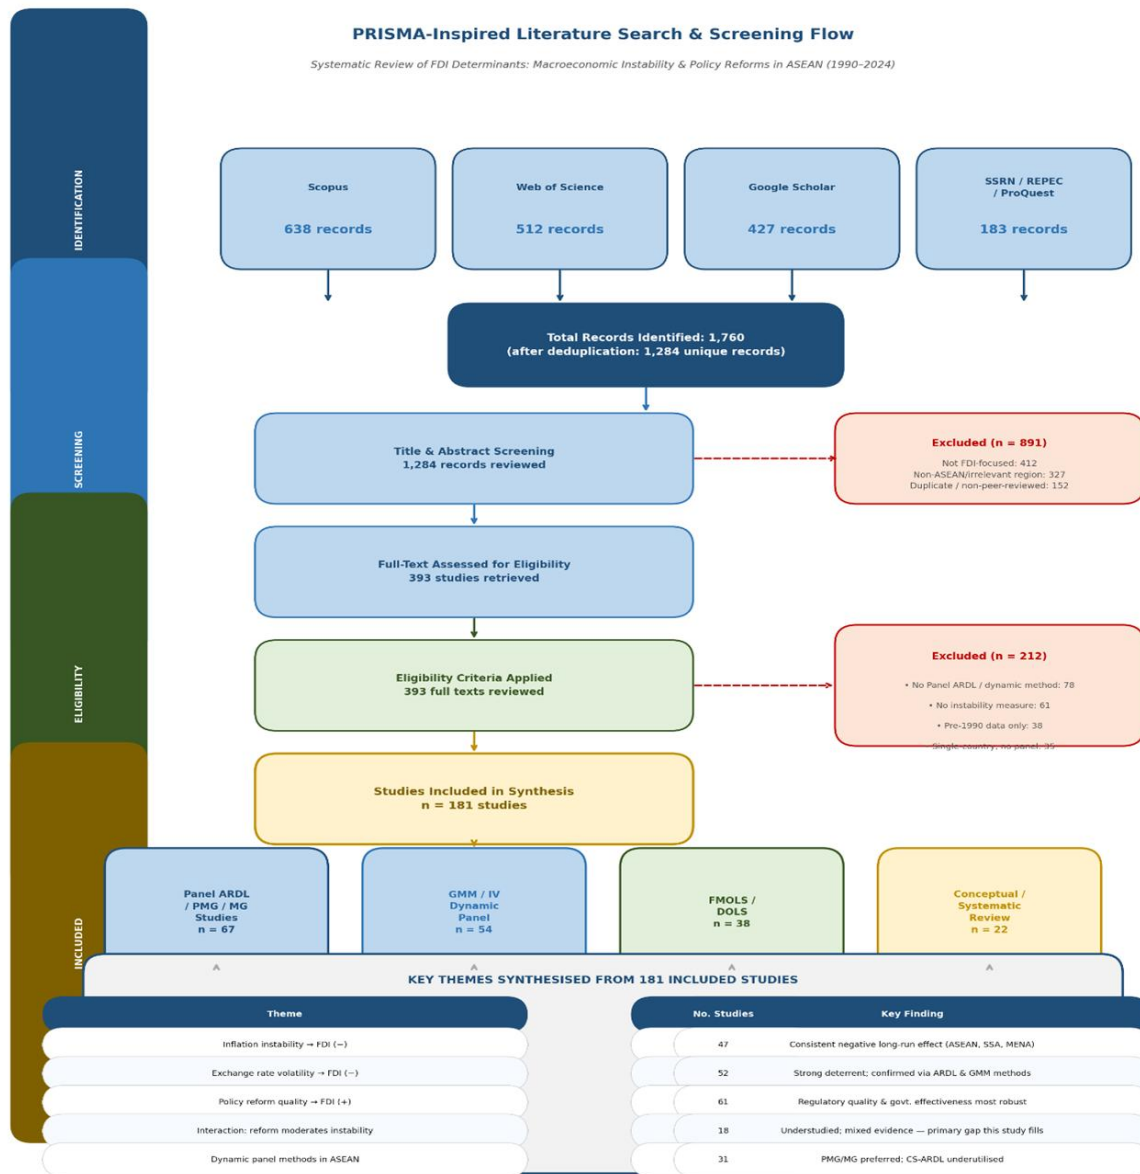 PRISMA-Inspired Literature Search & Screening Flow
Systematic Review of FDI Determinants: Macroeconomic Instability & Policy Reforms in ASEAN (1990–2024)
IDENTIFICATION
Scopus
638 records
Web of Science
512 records
Google Scholar
427 records
SSRN / REPEC
/ ProQuest
183 records
Total Records Identified: 1,760
(after deduplication: 1,284 unique records)
SCREENING
Title & Abstract Screening
1,284 records reviewed
Excluded (n = 891)
Not FDI-focused: 412
Non-ASEAN/irrelevant region: 327
Duplicate / non-peer-reviewed: 152
Full-Text Assessed for Eligibility
393 studies retrieved
ELIGIBILITY
Eligibility Criteria Applied
393 full texts reviewed
Excluded (n = 212)
• No Panel ARDL / dynamic method: 78
• No instability measure: 61
• Pre-1990 data only: 38
Single-country, no panel: 35
Studies Included in Synthesis
n = 181 studies
INCLUDED
Panel ARDL
/ PMG / MG
Studies
n = 67
GMM / IV
Dynamic
Panel
n = 54
FMOLS /
DOLS
n = 38
Conceptual /
Systematic
Review
n = 22
KEY THEMES SYNTHESISED FROM 181 INCLUDED STUDIES
Theme No. Studies Key Finding
Inflation instability → FDI (−) 47 Consistent negative long-run effect (ASEAN, SSA, MENA)
Exchange rate volatility → FDI (−) 52 Strong deterrent; confirmed via ARDL & GMM methods
Policy reform quality → FDI (+) 61 Regulatory quality & govt. effectiveness most robust
Interaction: reform moderates instability 18 Understudied; mixed evidence — primary gap this study fills
Dynamic panel methods in ASEAN 31 PMG/MG preferred; CS-ARDL underutilised